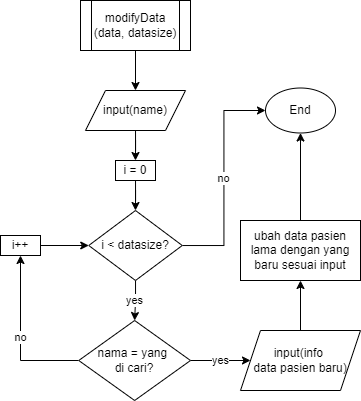 modifyData
(data, datasize)
input(name)
End
i = 0
no
i++
i < datasize?
ubah data pasien
lama dengan yang
baru sesuai input
yes
no
nama = yang
di cari?
yes
input(info
data pasien baru)